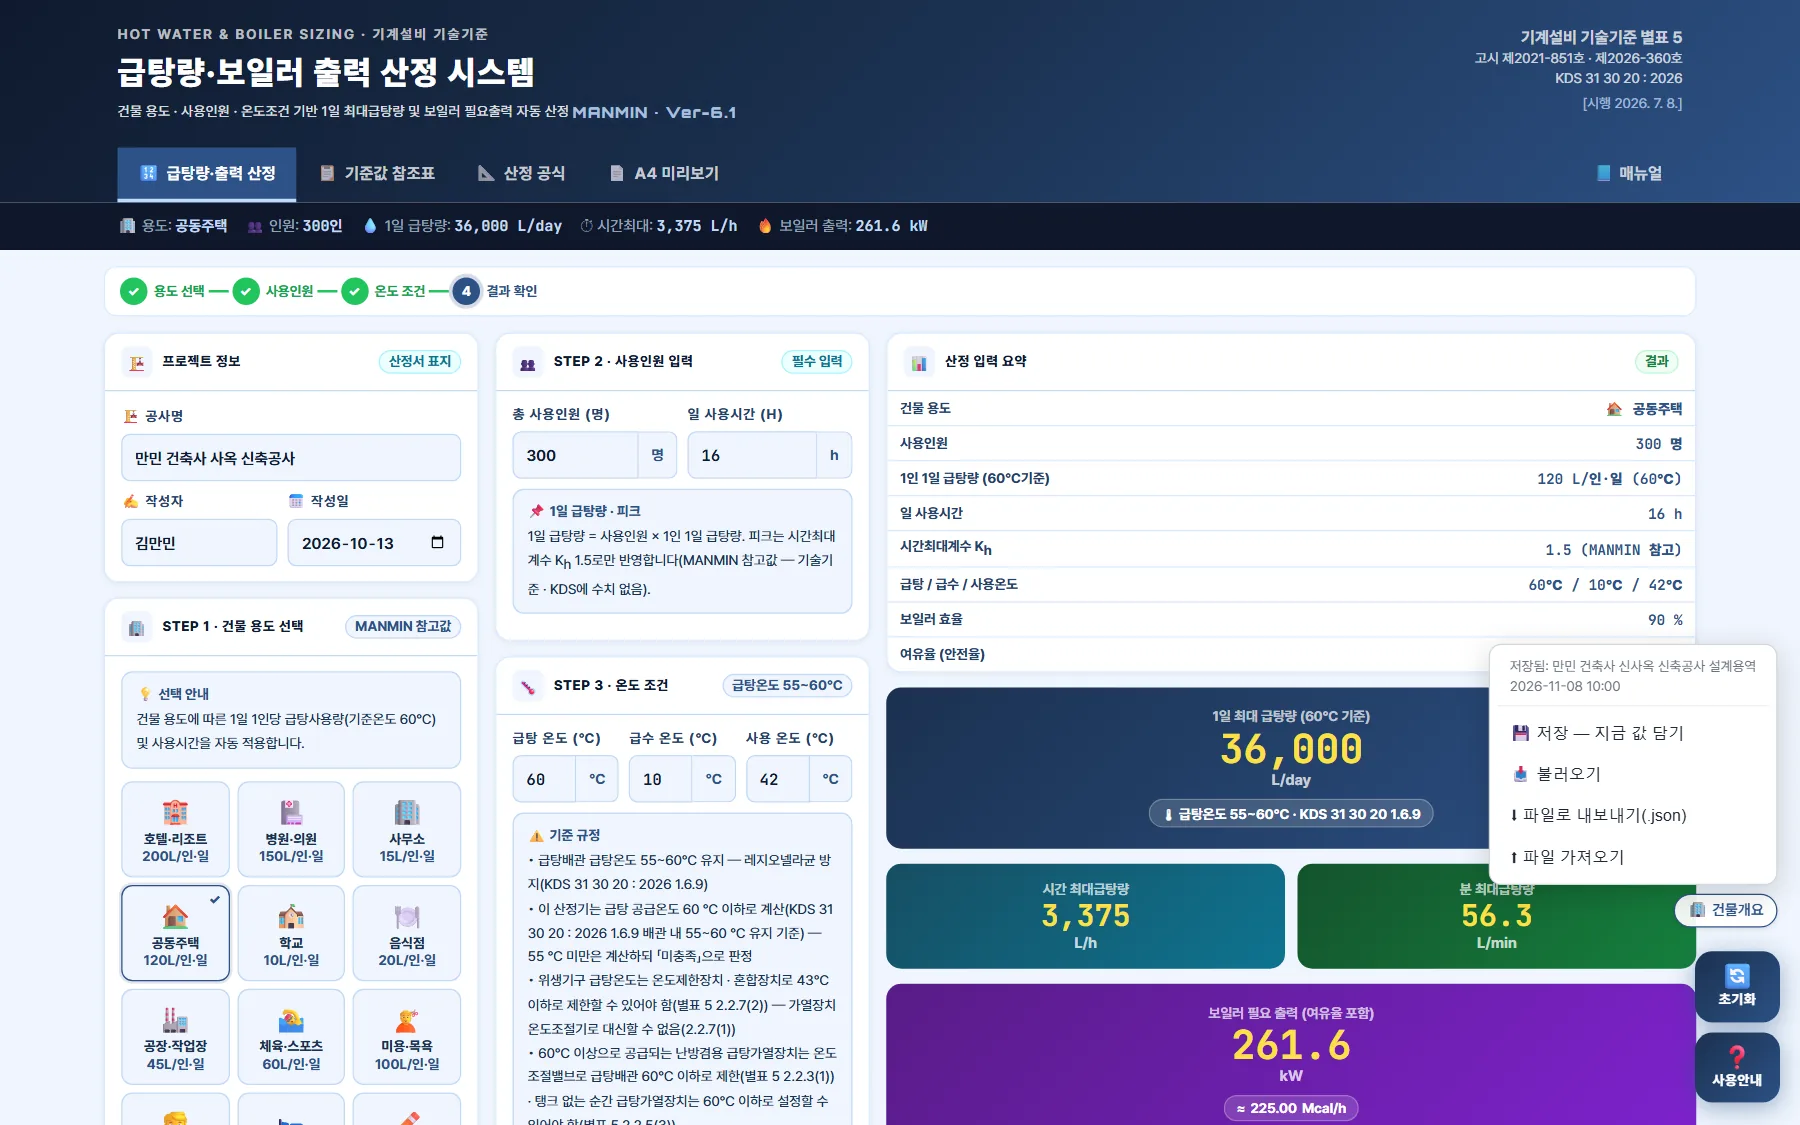 HOT WATER & BOILER SIZING · 기계설비 기술기준
급탕량·보일러 출력 산정 시스템
건물 용도 · 사용인원 · 온도조건 기반 1일 최대급탕량 및 보일러 필요출력 자동 산정 MANMIN · Ver-6.1
기계설비 기술기준 별표 5
고시 제2021-851호 · 제2026-360호
KDS 31 30 20 : 2026
[시행 2026. 7. 8.]
급탕량·출력 산정
기준값 참조표
산정 공식
A4 미리보기
매뉴얼
용도: 공동주택
인원: 300인
1일 급탕량: 36,000 L/day
시간최대: 3,375 L/h
보일러 출력: 261.6 kW
용도 선택
사용인원
온도 조건
4 결과 확인
프로젝트 정보
산정서 표지
공사명
만민 건축사 사옥 신축공사
작성자
작성일
김만민
2026-10-13
STEP 1 · 건물 용도 선택
MANMIN 참고값
선택 안내
건물 용도에 따른 1일 1인당 급탕사용량(기준온도 60°C)
및 사용시간을 자동 적용합니다.
호텔·리조트
200L/인·일
병원·의원
150L/인·일
사무소
15L/인·일
공동주택
120L/인·일
학교
10L/인·일
음식점
20L/인·일
공장·작업장
45L/인·일
체육·스포츠
60L/인·일
미용·목욕
100L/인·일
STEP 2 · 사용인원 입력
필수 입력
총 사용인원 (명)
일 사용시간 (H)
300 명
16 h
1일 급탕량 · 피크
1일 급탕량 = 사용인원 × 1인 1일 급탕량. 피크는 시간최대
계수 Kh 1.5로만 반영합니다(MANMIN 참고값 — 기술기
준 · KDS에 수치 없음).
STEP 3 · 온도 조건
급탕온도 55~60°C
급탕 온도 (°C)
급수 온도 (°C)
사용 온도 (°C)
60 °C
10 °C
42 °C
기준 규정
• 급탕배관 급탕온도 55~60°C 유지 — 레지오넬라균 방
지(KDS 31 30 20 : 2026 1.6.9)
• 이 산정기는 급탕 공급온도 60 °C 이하로 계산(KDS 31
30 20 : 2026 1.6.9 배관 내 55~60 °C 유지 기준) —
55 °C 미만은 계산하되 「미충족」으로 판정
• 위생기구 급탕온도는 온도제한장치 · 혼합장치로 43°C
이하로 제한할 수 있어야 함(별표 5 2.2.7(2)) — 가열장치
온도조절기로 대신할 수 없음(2.2.7(1))
• 60°C 이상으로 공급되는 난방겸용 급탕가열장치는 온도
조절밸브로 급탕배관 60°C 이하로 제한(별표 5 2.2.3(1))
· 탱크 없는 순간 급탕가열장치는 60°C 이하로 설정할 수
있어야 함(별표 5 2.2.5(3))
산정 입력 요약
결과
건물 용도
공동주택
사용인원
300 명
1인 1일 급탕량 (60°C기준)
120 L/인·일 (60°C)
일 사용시간
16 h
시간최대계수 Kh
1.5 (MANMIN 참고)
급탕 / 급수 / 사용온도
60°C / 10°C / 42°C
보일러 효율
90 %
여유율 (안전율)
1일 최대 급탕량 (60°C 기준)
36,000
L/day
급탕온도 55~60°C · KDS 31 30 20 1.6.9
시간 최대급탕량
3,375
L/h
분 최대급탕량
56.3
L/min
보일러 필요 출력 (여유율 포함)
261.6
kW
≈ 225.00 Mcal/h
저장됨: 만민 건축사 신사옥 신축공사 설계용역
2026-11-08 10:00
저장 — 지금 값 담기
불러오기
⬇ 파일로 내보내기(.json)
⬆ 파일 가져오기
건물개요
초기화
사용안내